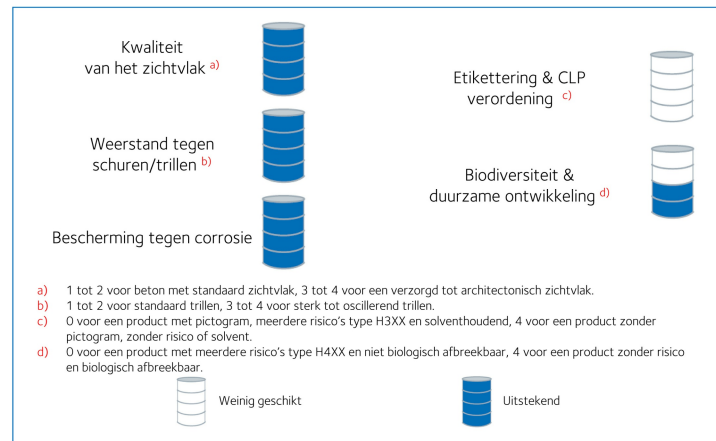 Kwaliteit
van het zichtvlak a)
Weerstand tegen
schuren/trillen b)
Bescherming tegen corrosie
Etikettering & CLP
verordening c)
Biodiversiteit &
duurzame ontwikkeling d)
a) 1 tot 2 voor beton met standaard zichtvlak, 3 tot 4 voor een verzorgd tot architectonisch zichtvlak.
b) 1 tot 2 voor standaard trillen, 3 tot 4 voor sterk tot oscillerend trillen.
c) 0 voor een product met pictogram, meerdere risico's type H3XX en solventhoudend, 4 voor een product zonder
pictogram, zonder risico of solvent.
d) 0 voor een product met meerdere risico's type H4XX en niet biologisch afbreekbaar, 4 voor een product zonder risico
en biologisch afbreekbaar.
Weinig geschikt
Uitstekend